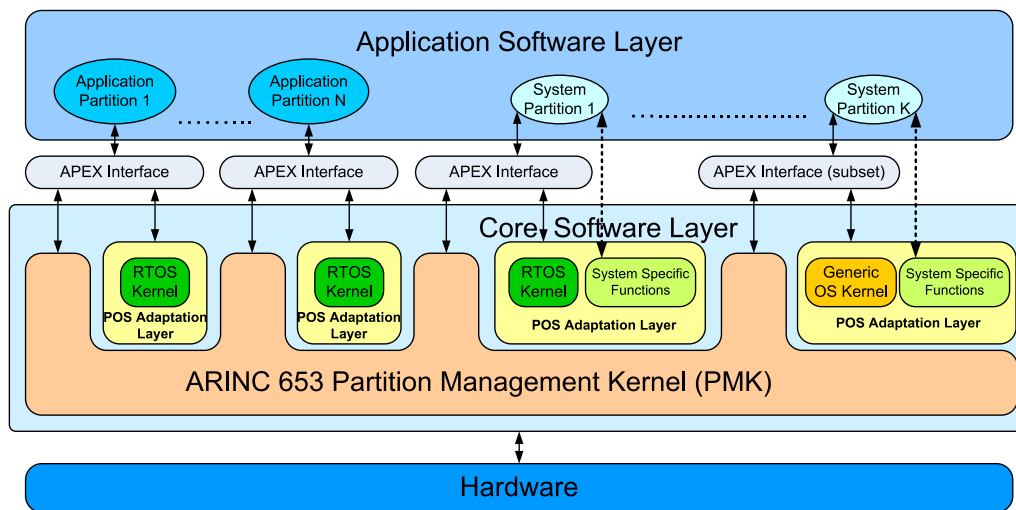 Application Software Layer
Application
Partition 1
Application
Partition N
System
Partition 1
System
Partition K
APEX Interface
APEX Interface
APEX Interface
APEX Interface (subset)
Core Software Layer
RTOS
Kernel
POS Adaptation
Layer
RTOS
Kernel
POS Adaptation
Layer
RTOS
Kernel
System Specific
Functions
POS Adaptation Layer
Generic
OS Kernel
System Specific
Functions
POS Adaptation Layer
ARINC 653 Partition Management Kernel (PMK)
Hardware